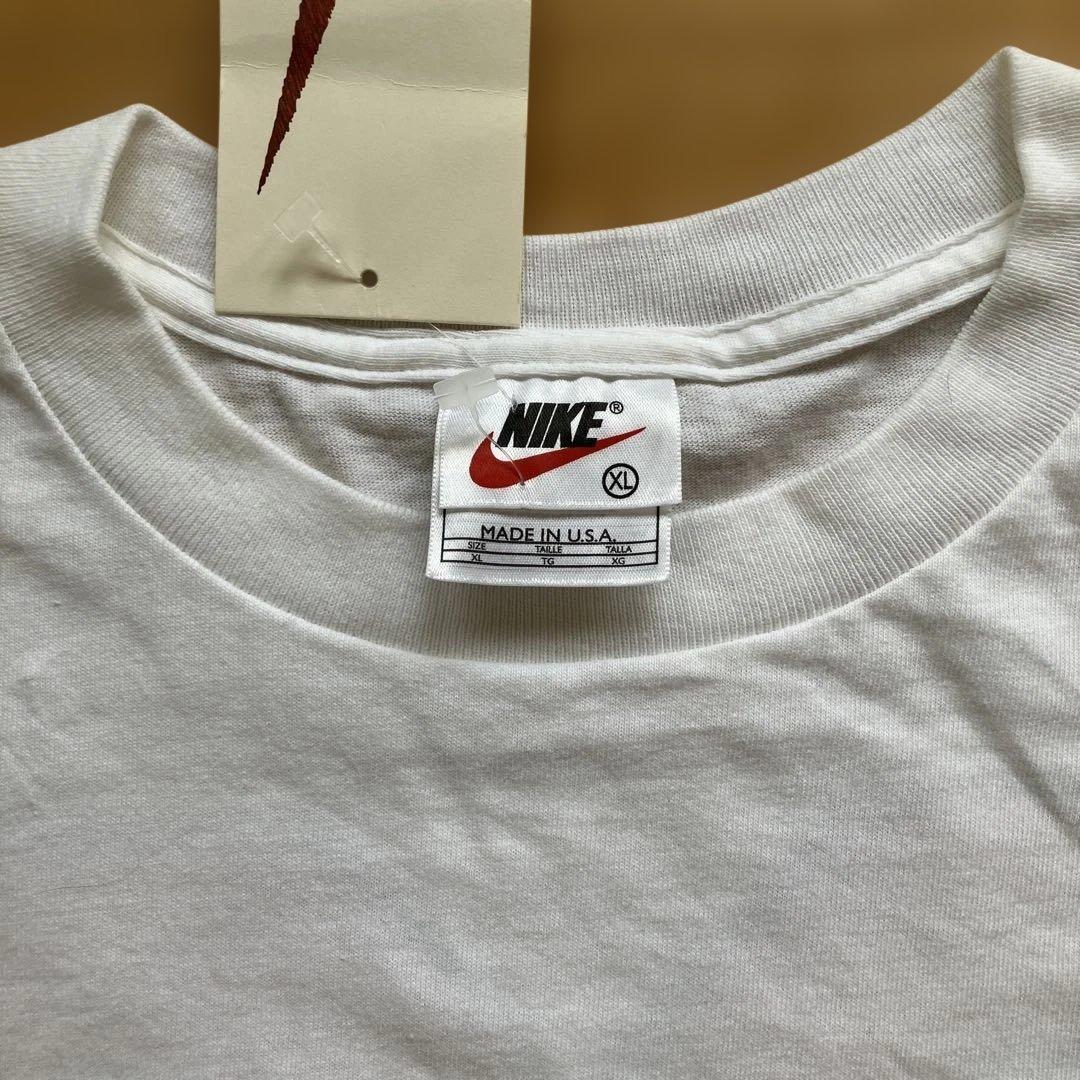 NIKE®
XL
MADE IN U.S.A.
SIZE TAILLE TALLA
XL TG XG